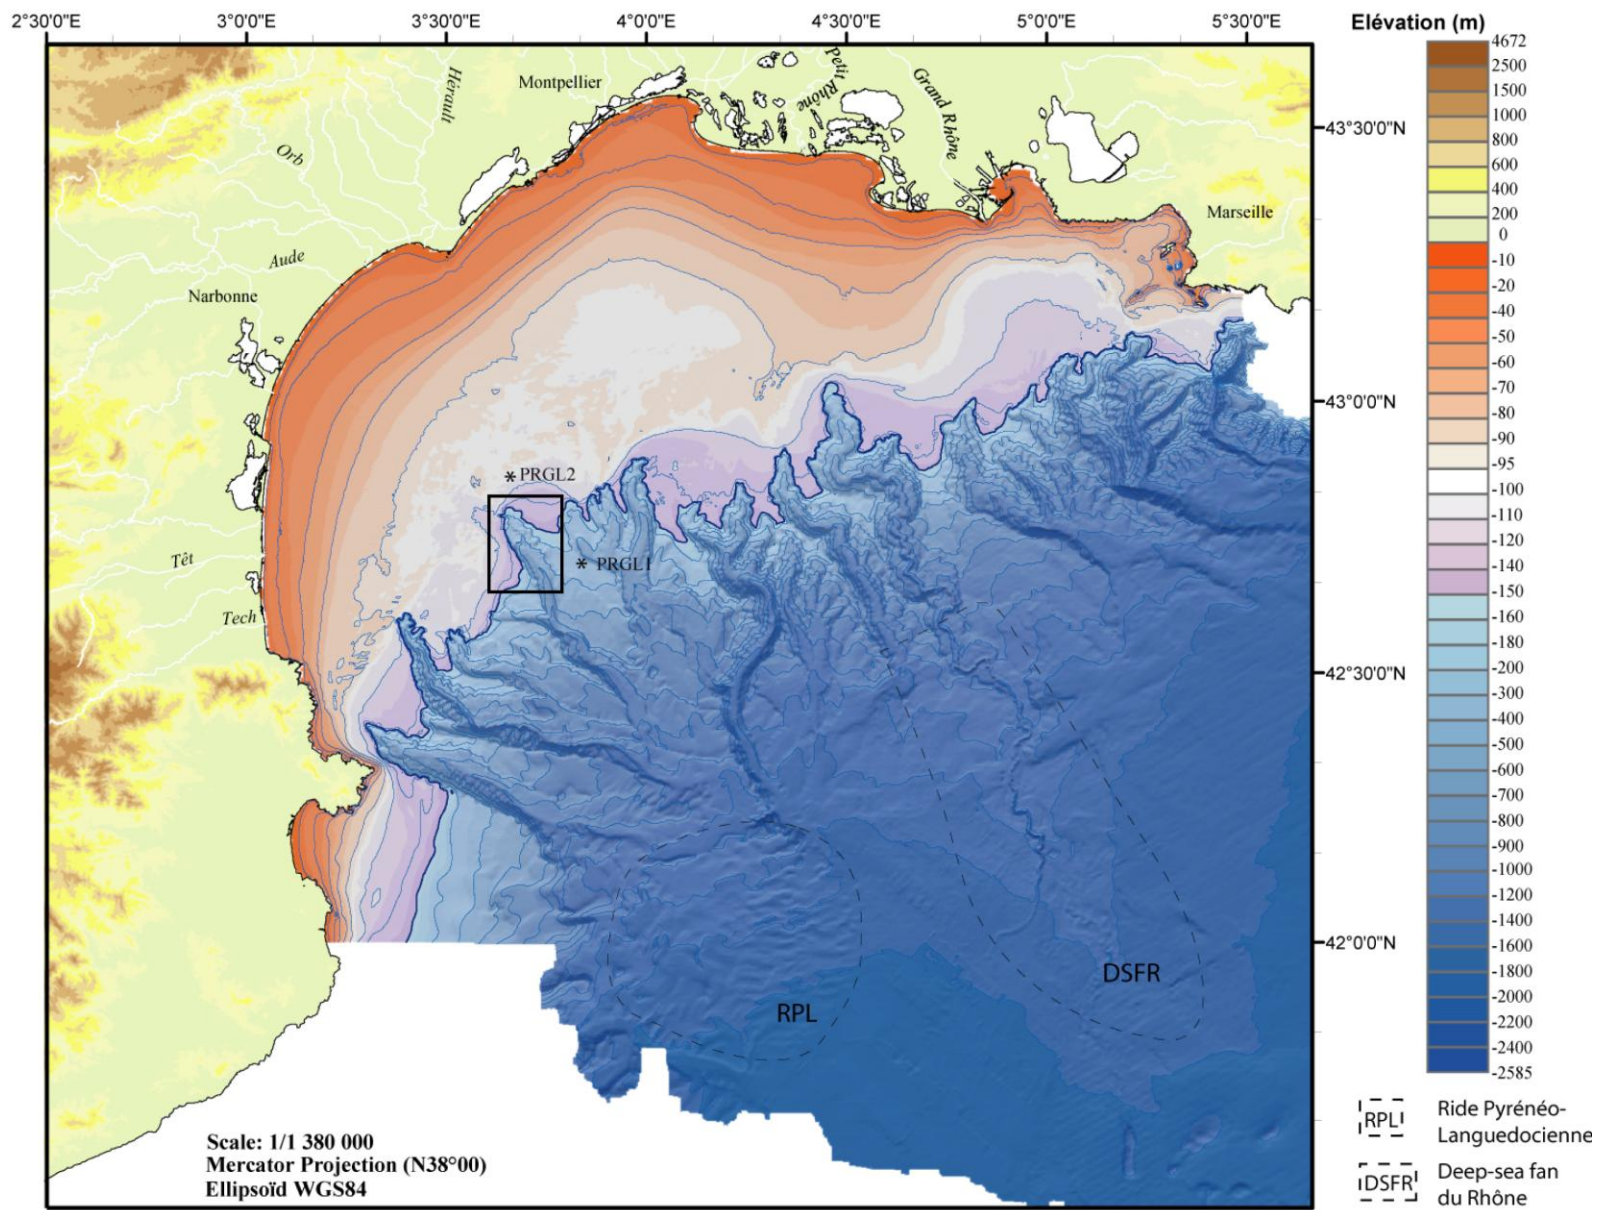 2°30'0"E
3°0'0"E
3°30'0"E
4°0'0"E
4°30'0"E
5°0'0"E
5°30'0"E
Elévation (m)
Montpellier
Hérault
Petit Rhône
Grand Rhône
Orb
Marseille
Aude
Narbonne
*PRGL2
* PRGL1
Têt
Tech
DSFR
RPL
43°30'0"N
43°0'0"N
42°30'0"N
42°0'0"N
4672
2500
1500
1000
800
600
400
200
0
-10
-20
-40
-50
-60
-70
-80
-90
-95
-100
-110
-120
-140
-150
-160
-180
-200
-300
-400
-500
-600
-700
-800
-900
-1000
-1200
-1400
-1600
-1800
-2000
-2200
-2400
-2585
RPL
Ride Pyrénéo-
Languedocienne
DSFR
Deep-sea fan
du Rhône
Scale: 1/1 380 000
Mercator Projection (N38°00)
Ellipsoïd WGS84